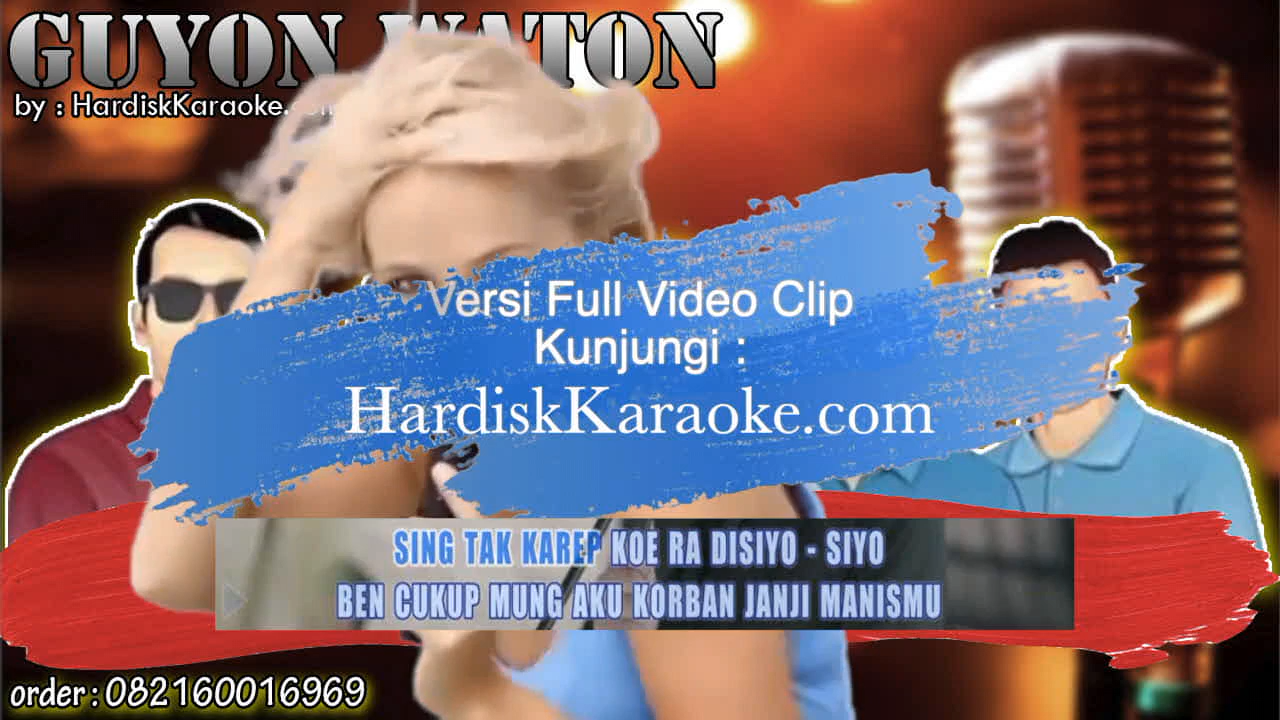 GUYON WATON
by : HardiskKaraoke.com
Versi Full Video Clip
Kunjungi :
HardiskKaraoke.com
SING TAK KAREP KOE RA DISIYO - SIYO
BEN CUKUP MUNG AKU KORBAN JANJI MANISMU
order : 082160016969